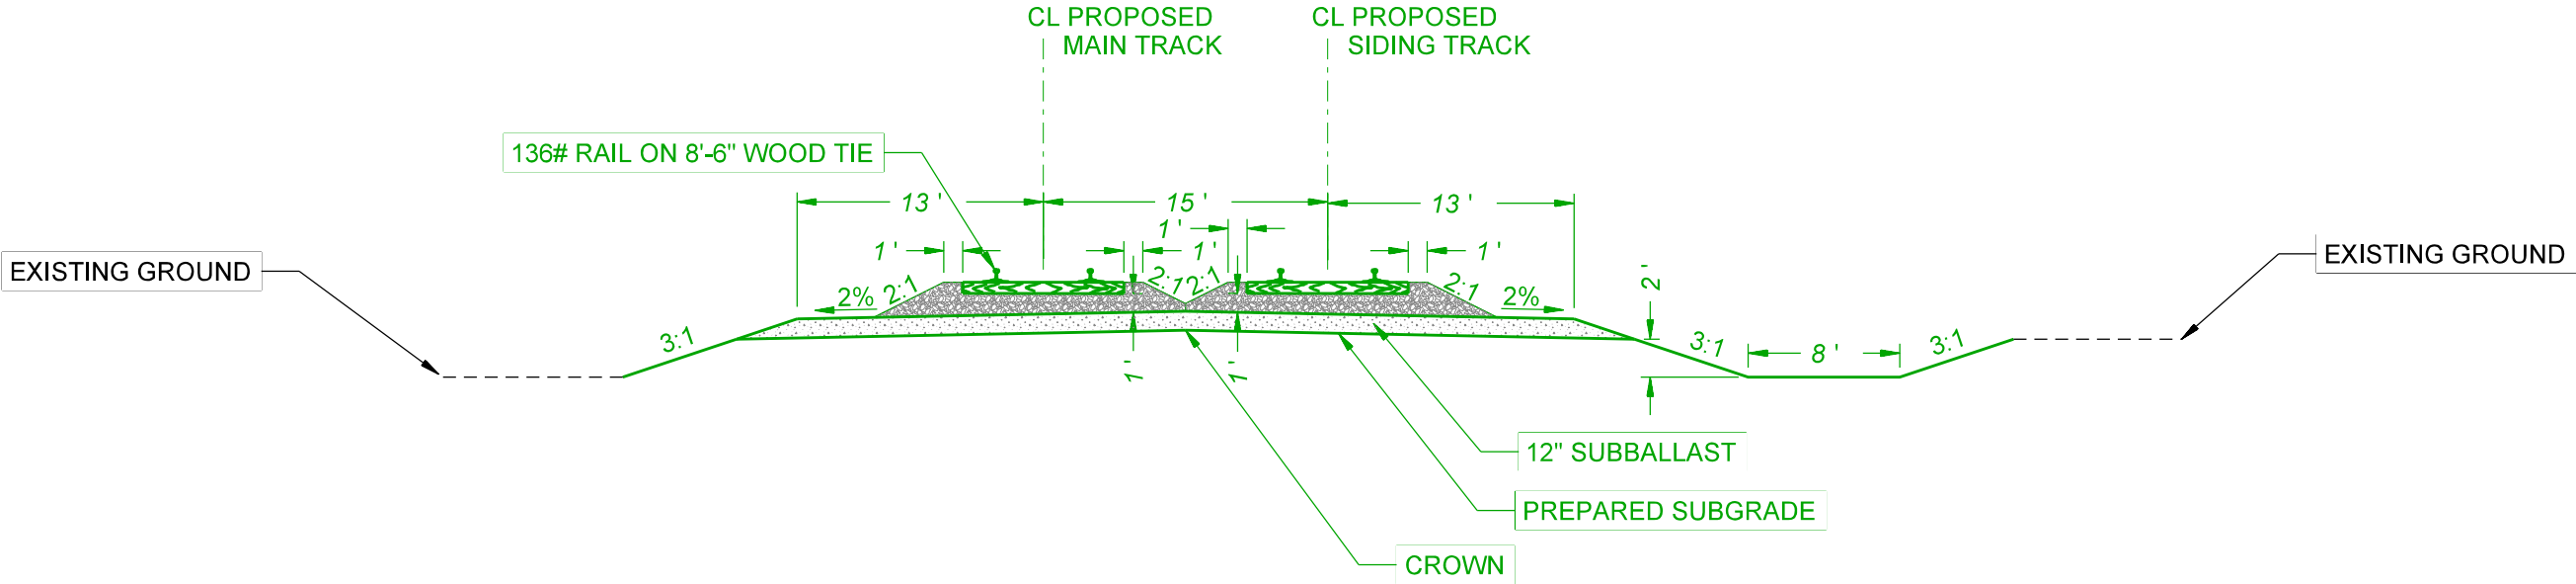 CL PROPOSED
MAIN TRACK
CL PROPOSED
SIDING TRACK
136# RAIL ON 8'-6" WOOD TIE
13 '
15 '
13 '
1 '
1 '
1 '
1 '
EXISTING GROUND
EXISTING GROUND
2%
2:1
2:1
2:1
2:1
2%
2'
3:1
3:1
8 '
3:1
1'
1'
12" SUBBALLAST
PREPARED SUBGRADE
CROWN